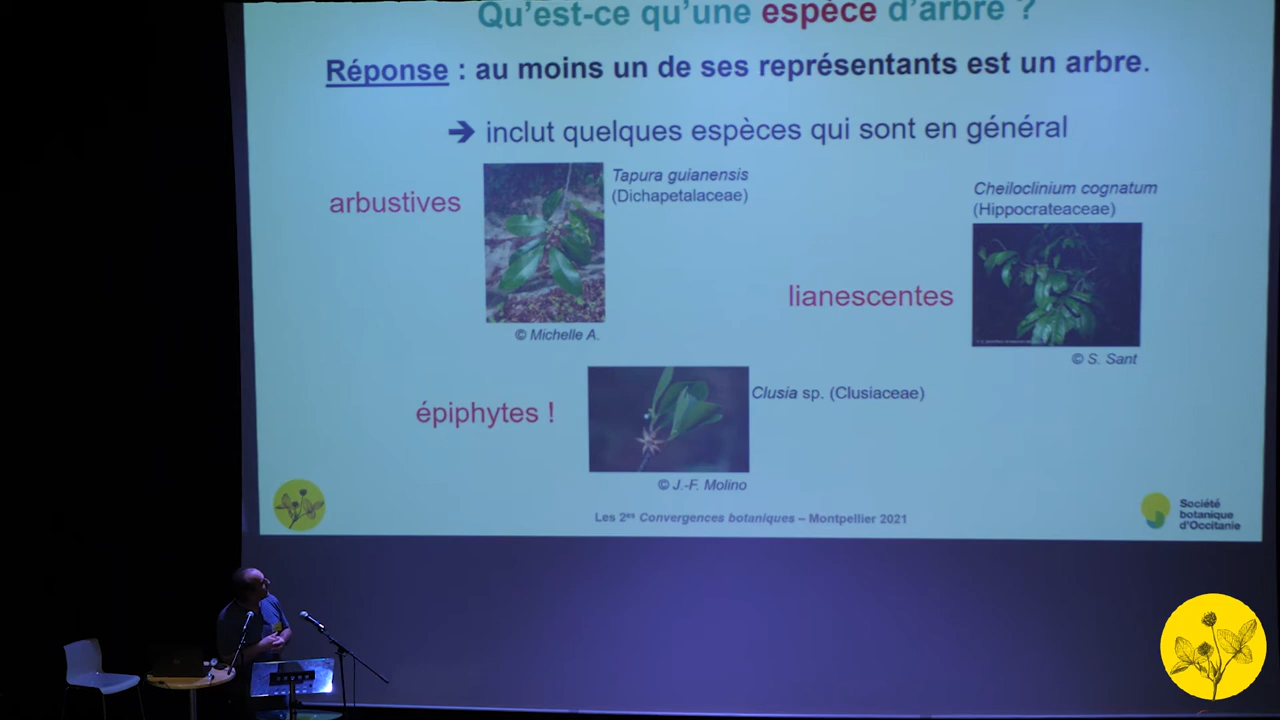 Qu'est-ce qu'une espèce d'arbre ?
Réponse : au moins un de ses représentants est un arbre.
➔ inclut quelques espèces qui sont en général
arbustives
Tapura guianensis
(Dichapetalaceae)
© Michelle A.
Cheiloclinium cognatum
(Hippocrateaceae)
lianescentes
© S. Sant
épiphytes !
Clusia sp. (Clusiaceae)
© J.-F. Molino
Les 2es Convergences botaniques – Montpellier 2021
Société
botanique
d'Occitanie